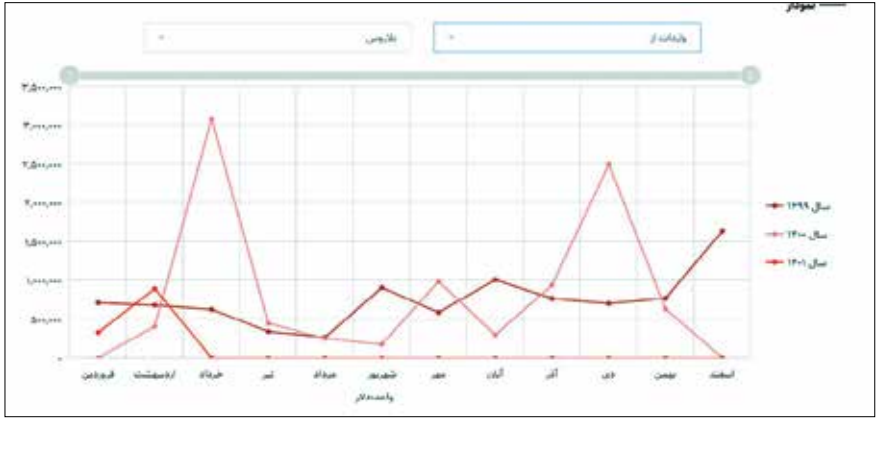 نمودار
واردات از
بلاروس
۳,۵۰۰,۰۰۰
۳,۰۰۰,۰۰۰
۲,۵۰۰,۰۰۰
۲,۰۰۰,۰۰۰
۱,۵۰۰,۰۰۰
۱,۰۰۰,۰۰۰
۵۰۰,۰۰۰
۰
سال ۱۳۹۹
سال ۱۴۰۰
سال ۱۴۰۱
فروردین اردیبهشت خرداد تیر مرداد شهریور مهر آبان آذر دی بهمن اسفند
واحد:دلار